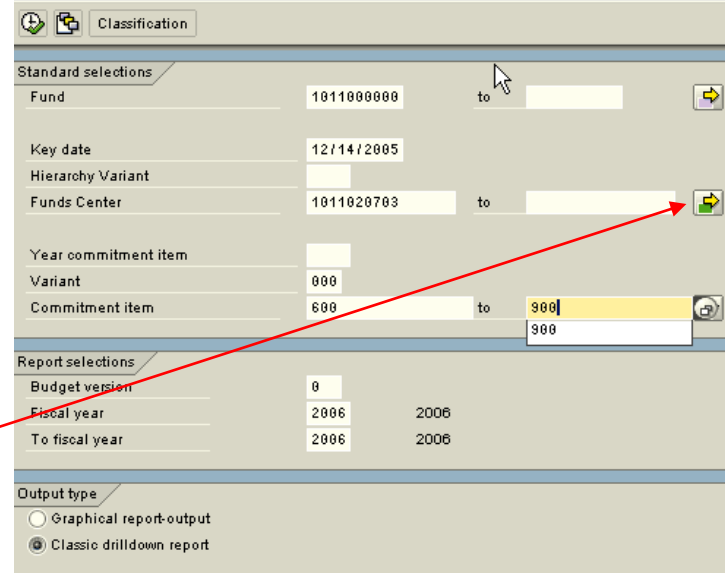 Classification
Standard selections
Fund 1011000000 to
Key date 12/14/2005
Hierarchy Variant
Funds Center 1011020703 to
Year commitment item
Variant 000
Commitment item 600 to 900
900
Report selections
Budget version 0
Fiscal year 2006 2006
To fiscal year 2006 2006
Output type
Graphical report-output
Classic drilldown report